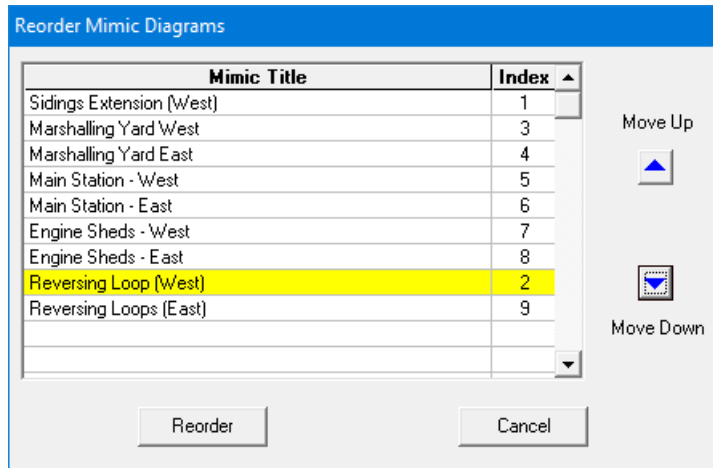 Reorder Mimic Diagrams
Mimic Title Index
Sidings Extension (West) 1
Marshalling Yard West 3
Marshalling Yard East 4
Main Station - West 5
Main Station - East 6
Engine Sheds - West 7
Engine Sheds - East 8
Reversing Loop (West) 2
Reversing Loops (East) 9
Move Up
Move Down
Reorder Cancel